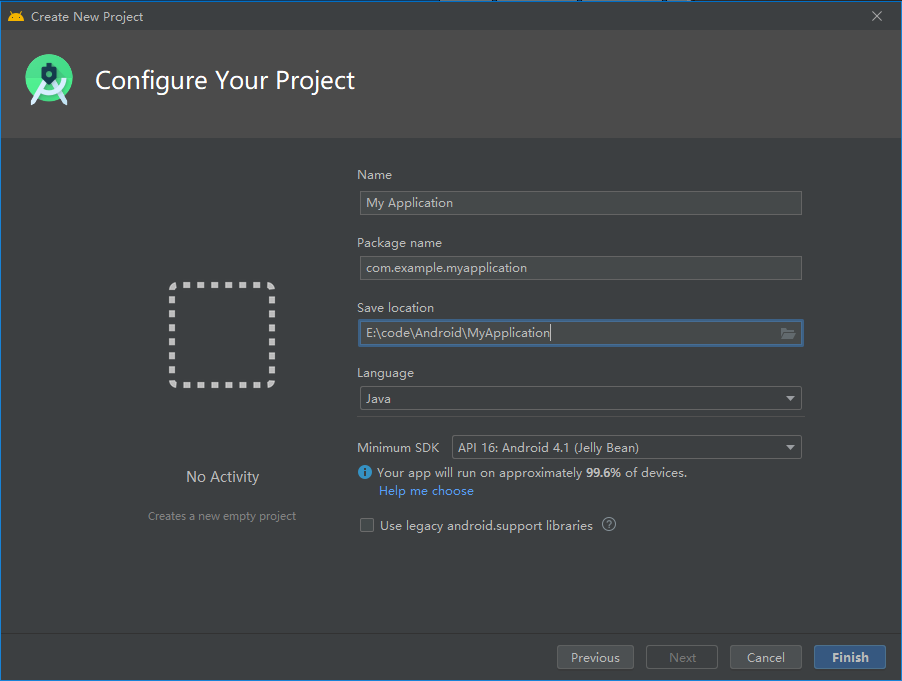 Create New Project
Configure Your Project
Name
My Application
Package name
com.example.myapplication
Save location
E:\code\Android\MyApplication
Language
Java
Minimum SDK API 16: Android 4.1 (Jelly Bean)
Your app will run on approximately 99.6% of devices.
Help me choose
Use legacy android.support libraries ?
No Activity
Creates a new empty project
Previous Next Cancel Finish